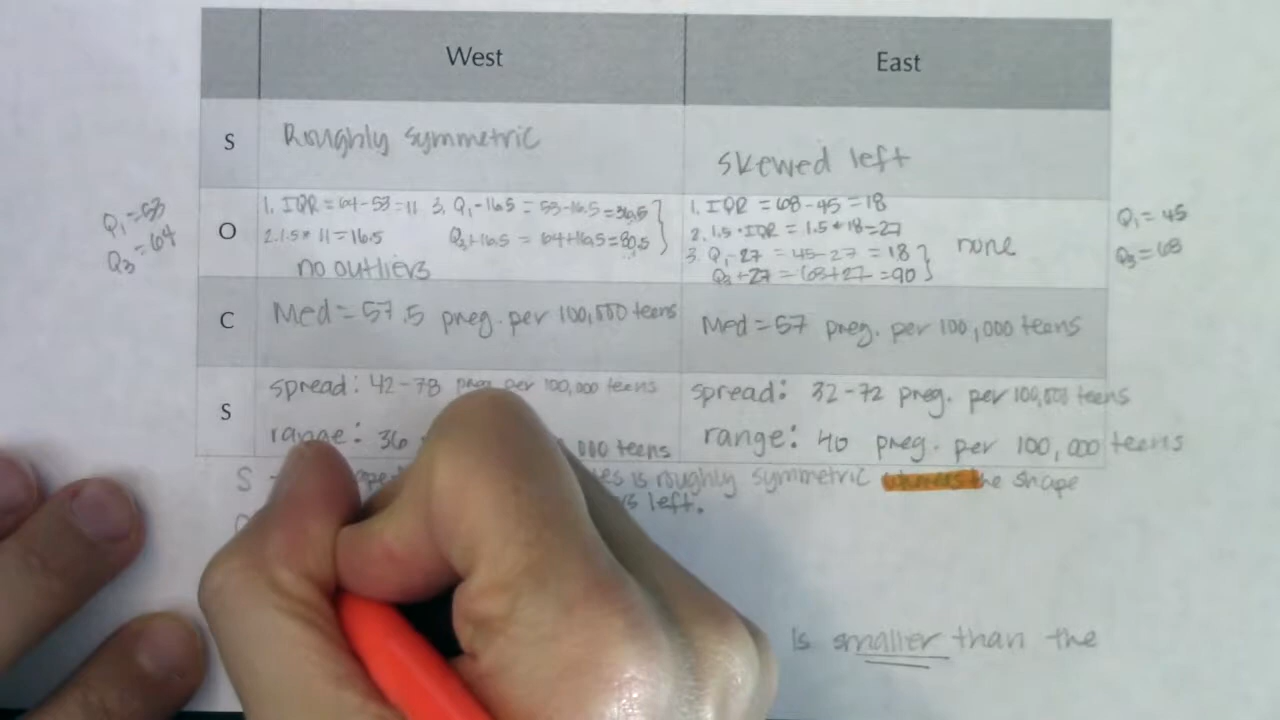 West East
S Roughly symmetric skewed left
Q1=53
Q3=64
O
1. IQR = 64-53=11 3. Q1-16.5 = 53-16.5=36.5
2. 1.5* 11=16.5 Q3+16.5 = 64+16.5=80.5
no outliers
1. IQR = 63-45=18
2. 1.5·IQR = 1.5*18=27
3. Q1-27 = 45-27 =18
Q3+27 = 63+27 =90
none
Q1=45
Q3=63
C Med=57.5 preg. per 100,000 teens Med=57 preg. per 100,000 teens
S
spread: 42-78 preg. per 100,000 teens spread: 32-72 preg. per 100,000 teens
range: 36 000 teens range: 40 preg. per 100,000 teens
S is roughly symmetric whereas the shape
left.
is smaller than the